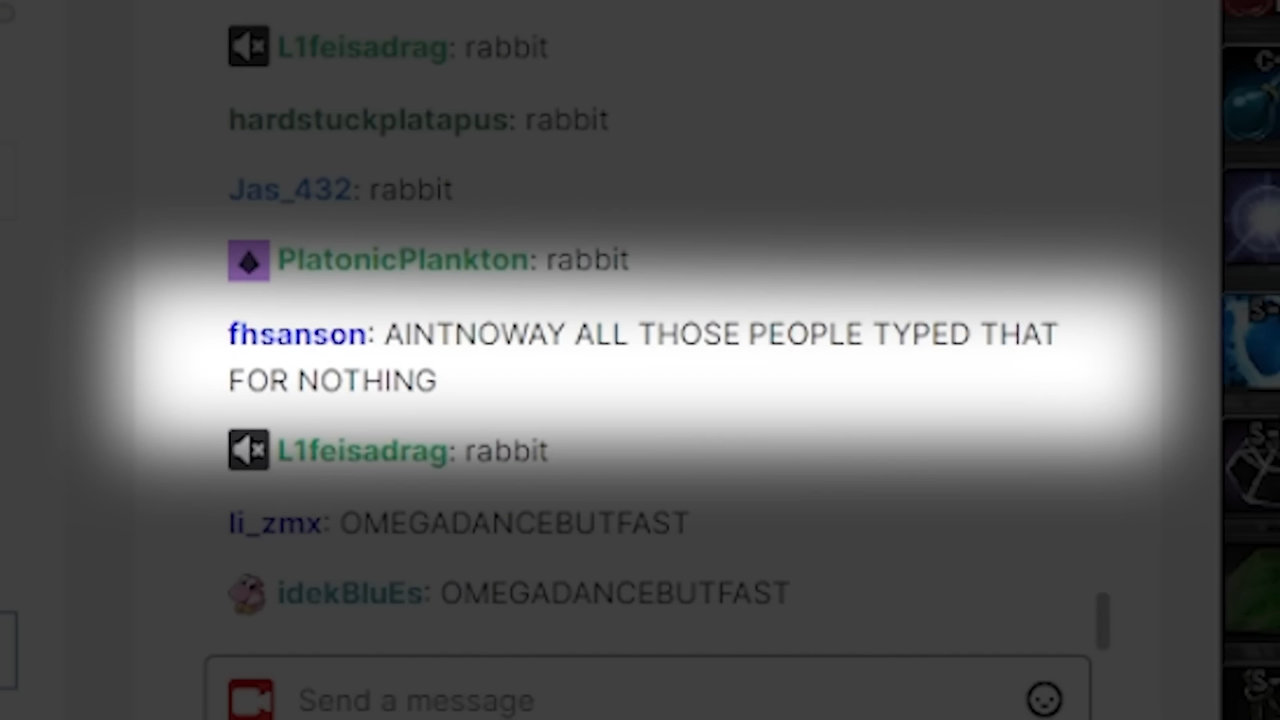 L1feisadrag: rabbit
hardstuckplatapus: rabbit
Jas_432: rabbit
PlatonicPlankton: rabbit
fhsanson: AINTNOWAY ALL THOSE PEOPLE TYPED THAT
FOR NOTHING
L1feisadrag: rabbit
li_zmx: OMEGADANCEBUTFAST
idekBluEs: OMEGADANCEBUTFAST
Send a message